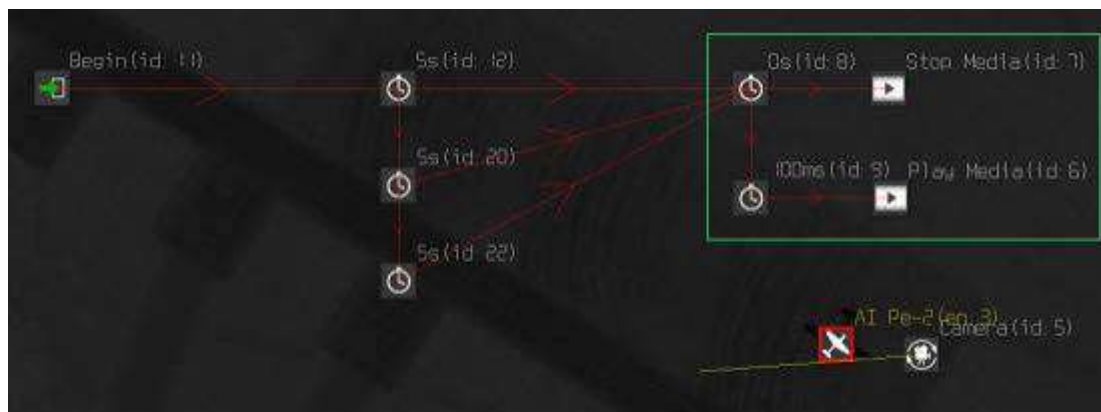 Begin(id: 11)
5s(id: 12)
0s(id: 8)
Stop Media(id: 7)
5s(id: 20)
100ms(id: 9)
Play Media(id: 6)
5s(id: 22)
AI Pe-2(en. 3)
Camera(id: 5)